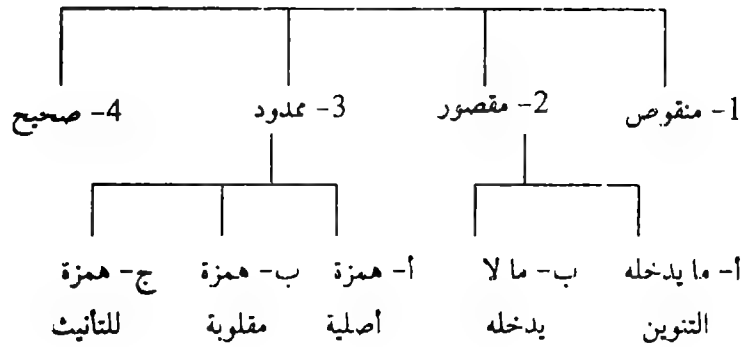 1- منقوص 2- مقصور 3- ممدود 4- صحيح
أ- ما يدخله ب- ما لا أ- همزة ب- همزة ج- همزة
التنوين يدخله أصلية مقلوبة للتأنيث